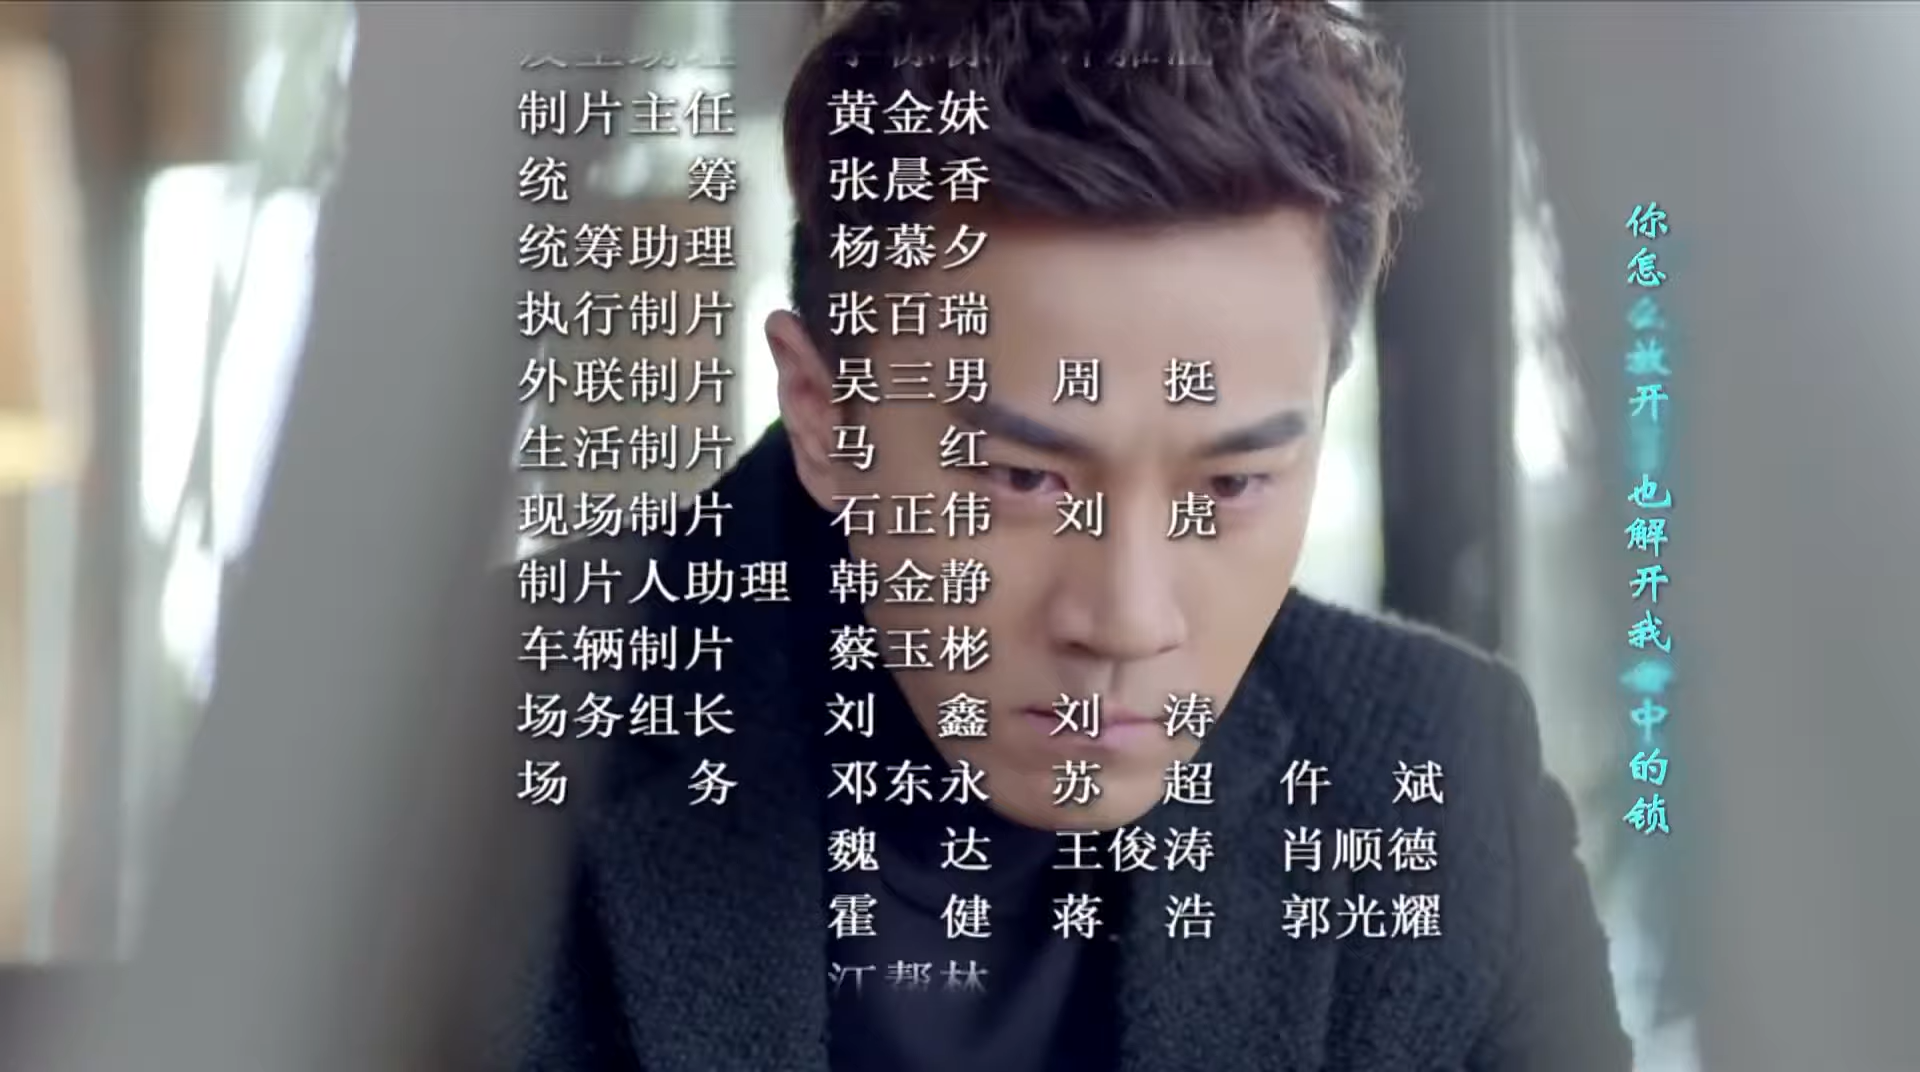 制片主任 黄金妹
统筹 张晨香
统筹助理 杨慕夕
执行制片 张百瑞
外联制片 吴三男 周挺
生活制片 马红
现场制片 石正伟 刘虎
制片人助理 韩金静
车辆制片 蔡玉彬
场务组长 刘鑫 刘涛
场务 邓东永 苏超 仵斌
魏达 王俊涛 肖顺德
霍健 蒋浩 郭光耀
江帮林
你怎么放开 也解开我 中的锁